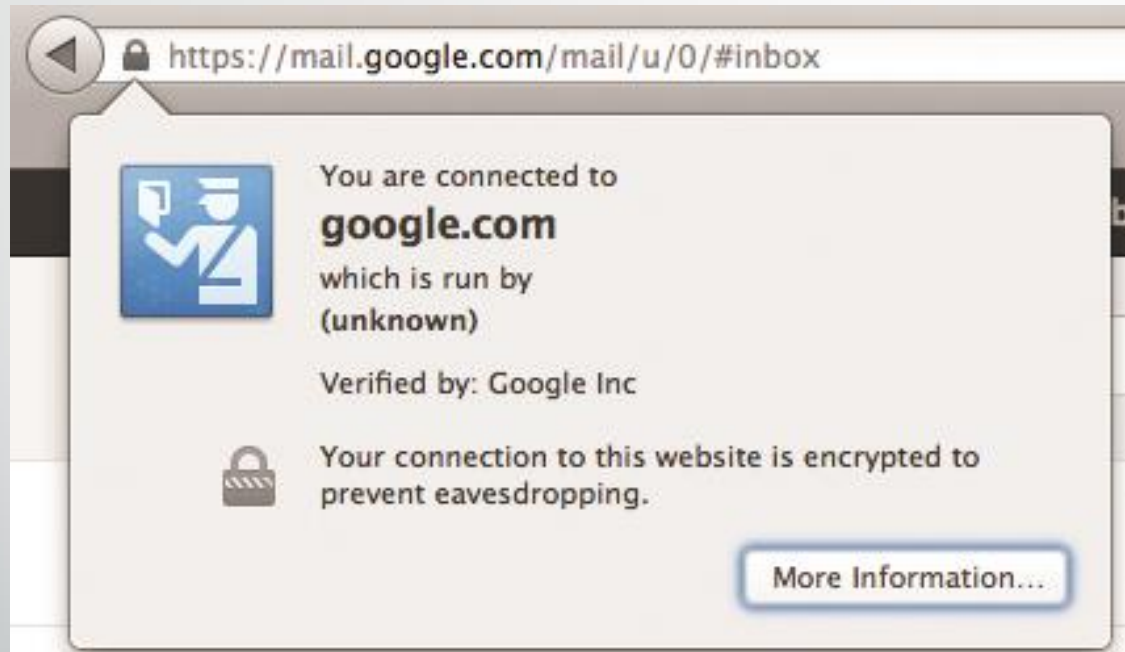 https://mail.google.com/mail/u/0/#inbox
You are connected to
google.com
which is run by
(unknown)
Verified by: Google Inc
Your connection to this website is encrypted to
prevent eavesdropping.
More Information...